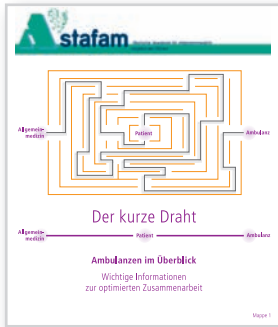 Astafam
Allgemein-
medizin
Patient
Ambulanz
Der kurze Draht
Allgemein-
medizin
Patient
Ambulanz
Ambulanzen im Überblick
Wichtige Informationen
zur optimierten Zusammenarbeit
Mappe 1